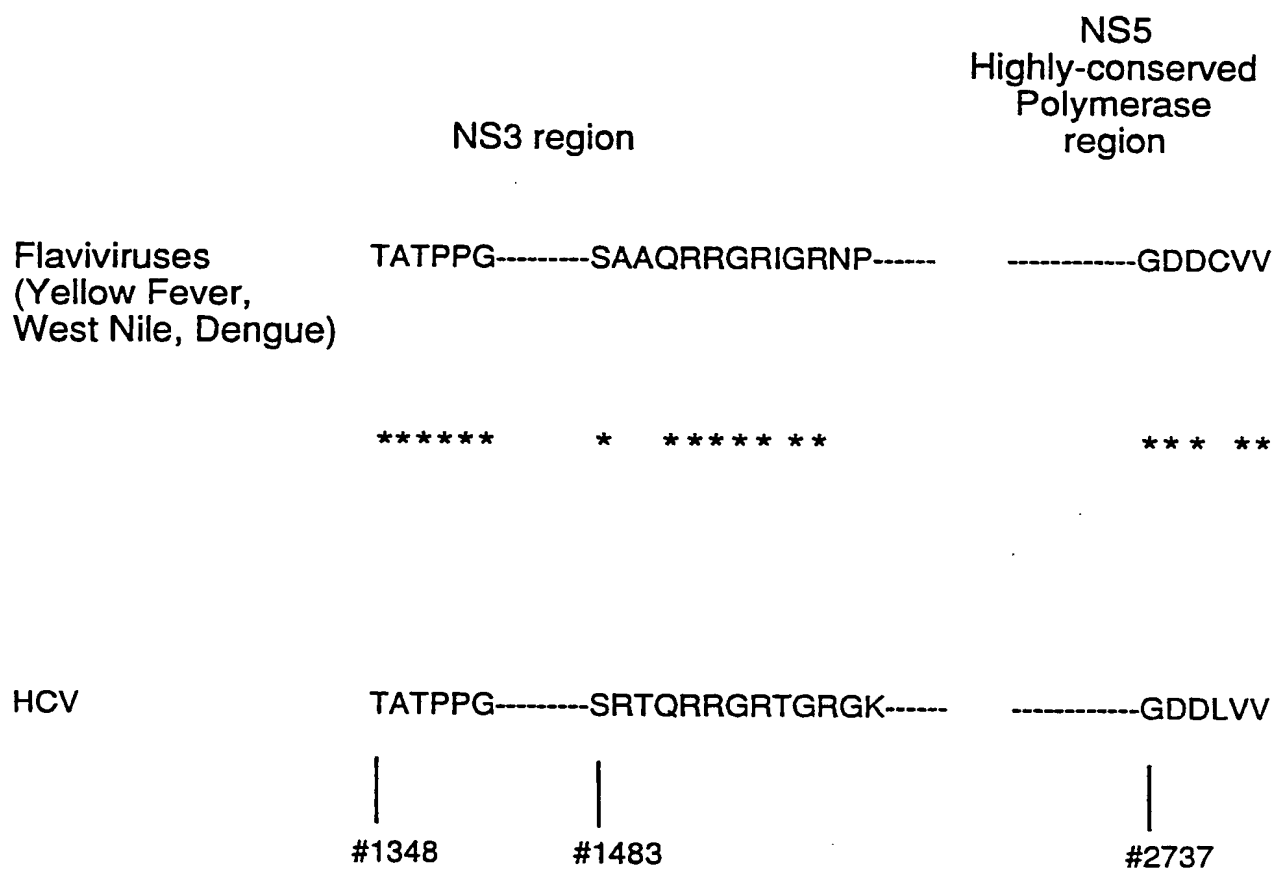 NS5
Highly-conserved
Polymerase
region
NS3 region
Flaviviruses
(Yellow Fever,
West Nile, Dengue)
TATPPG---------SAAQRRGRIGRNP------ ------------GDDCVV
****** * ***** ** *** **
HCV TATPPG---------SRTQRRGRTGRGK------ ------------GDDLVV
#1348 #1483 #2737